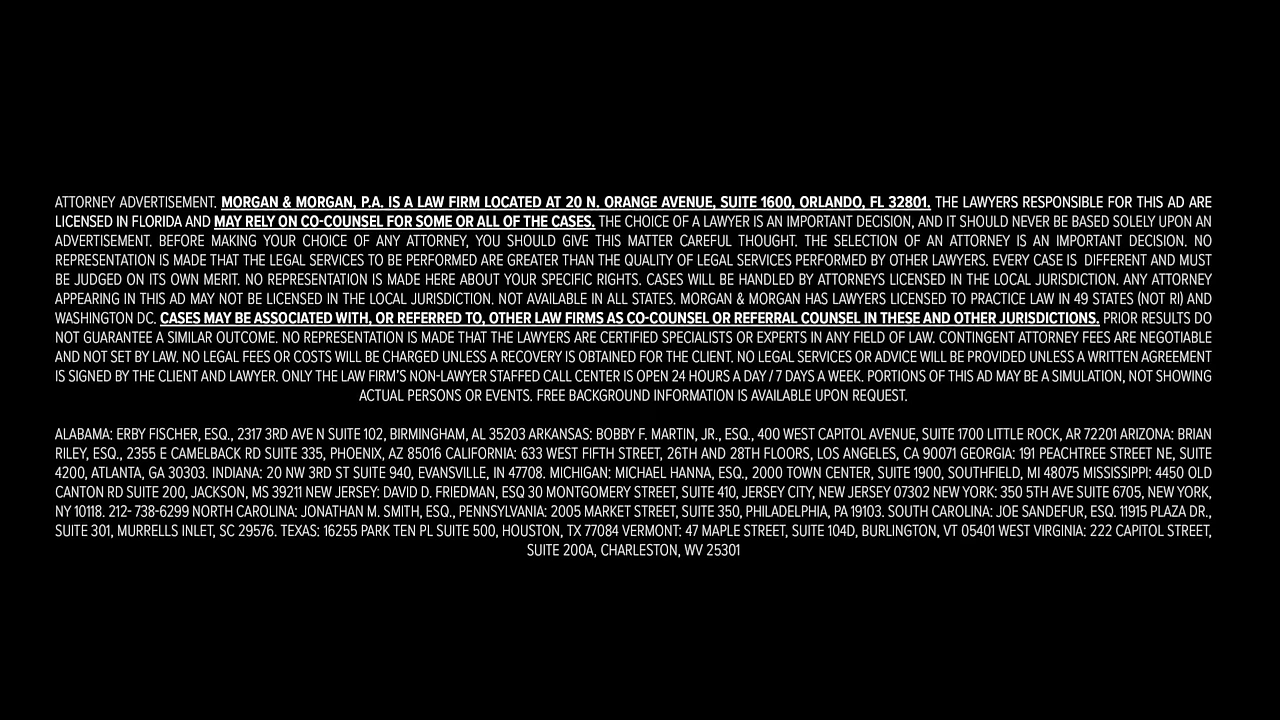 ATTORNEY ADVERTISEMENT. MORGAN & MORGAN, P.A. IS A LAW FIRM LOCATED AT 20 N. ORANGE AVENUE, SUITE 1600, ORLANDO, FL 32801. THE LAWYERS RESPONSIBLE FOR THIS AD ARE
LICENSED IN FLORIDA AND MAY RELY ON CO-COUNSEL FOR SOME OR ALL OF THE CASES. THE CHOICE OF A LAWYER IS AN IMPORTANT DECISION, AND IT SHOULD NEVER BE BASED SOLELY UPON AN
ADVERTISEMENT. BEFORE MAKING YOUR CHOICE OF ANY ATTORNEY, YOU SHOULD GIVE THIS MATTER CAREFUL THOUGHT. THE SELECTION OF AN ATTORNEY IS AN IMPORTANT DECISION. NO
REPRESENTATION IS MADE THAT THE LEGAL SERVICES TO BE PERFORMED ARE GREATER THAN THE QUALITY OF LEGAL SERVICES PERFORMED BY OTHER LAWYERS. EVERY CASE IS DIFFERENT AND MUST
BE JUDGED ON ITS OWN MERIT. NO REPRESENTATION IS MADE HERE ABOUT YOUR SPECIFIC RIGHTS. CASES WILL BE HANDLED BY ATTORNEYS LICENSED IN THE LOCAL JURISDICTION. ANY ATTORNEY
APPEARING IN THIS AD MAY NOT BE LICENSED IN THE LOCAL JURISDICTION. NOT AVAILABLE IN ALL STATES. MORGAN & MORGAN HAS LAWYERS LICENSED TO PRACTICE LAW IN 49 STATES (NOT RI) AND
WASHINGTON DC. CASES MAY BE ASSOCIATED WITH, OR REFERRED TO, OTHER LAW FIRMS AS CO-COUNSEL OR REFERRAL COUNSEL IN THESE AND OTHER JURISDICTIONS. PRIOR RESULTS DO
NOT GUARANTEE A SIMILAR OUTCOME. NO REPRESENTATION IS MADE THAT THE LAWYERS ARE CERTIFIED SPECIALISTS OR EXPERTS IN ANY FIELD OF LAW. CONTINGENT ATTORNEY FEES ARE NEGOTIABLE
AND NOT SET BY LAW. NO LEGAL FEES OR COSTS WILL BE CHARGED UNLESS A RECOVERY IS OBTAINED FOR THE CLIENT. NO LEGAL SERVICES OR ADVICE WILL BE PROVIDED UNLESS A WRITTEN AGREEMENT
IS SIGNED BY THE CLIENT AND LAWYER. ONLY THE LAW FIRM'S NON-LAWYER STAFFED CALL CENTER IS OPEN 24 HOURS A DAY / 7 DAYS A WEEK. PORTIONS OF THIS AD MAY BE A SIMULATION, NOT SHOWING
ACTUAL PERSONS OR EVENTS. FREE BACKGROUND INFORMATION IS AVAILABLE UPON REQUEST.
ALABAMA: ERBY FISCHER, ESQ., 2317 3RD AVE N SUITE 102, BIRMINGHAM, AL 35203 ARKANSAS: BOBBY F. MARTIN, JR., ESQ., 400 WEST CAPITOL AVENUE, SUITE 1700 LITTLE ROCK, AR 72201 ARIZONA: BRIAN
RILEY, ESQ., 2355 E CAMELBACK RD SUITE 335, PHOENIX, AZ 85016 CALIFORNIA: 633 WEST FIFTH STREET, 26TH AND 28TH FLOORS, LOS ANGELES, CA 90071 GEORGIA: 191 PEACHTREE STREET NE, SUITE
4200, ATLANTA, GA 30303. INDIANA: 20 NW 3RD ST SUITE 940, EVANSVILLE, IN 47708. MICHIGAN: MICHAEL HANNA, ESQ., 2000 TOWN CENTER, SUITE 1900, SOUTHFIELD, MI 48075 MISSISSIPPI: 4450 OLD
CANTON RD SUITE 200, JACKSON, MS 39211 NEW JERSEY: DAVID D. FRIEDMAN, ESQ 30 MONTGOMERY STREET, SUITE 410, JERSEY CITY, NEW JERSEY 07302 NEW YORK: 350 5TH AVE SUITE 6705, NEW YORK,
NY 10118. 212- 738-6299 NORTH CAROLINA: JONATHAN M. SMITH, ESQ., PENNSYLVANIA: 2005 MARKET STREET, SUITE 350, PHILADELPHIA, PA 19103. SOUTH CAROLINA: JOE SANDEFUR, ESQ. 11915 PLAZA DR.,
SUITE 301, MURRELLS INLET, SC 29576. TEXAS: 16255 PARK TEN PL SUITE 500, HOUSTON, TX 77084 VERMONT: 47 MAPLE STREET, SUITE 104D, BURLINGTON, VT 05401 WEST VIRGINIA: 222 CAPITOL STREET,
SUITE 200A, CHARLESTON, WV 25301